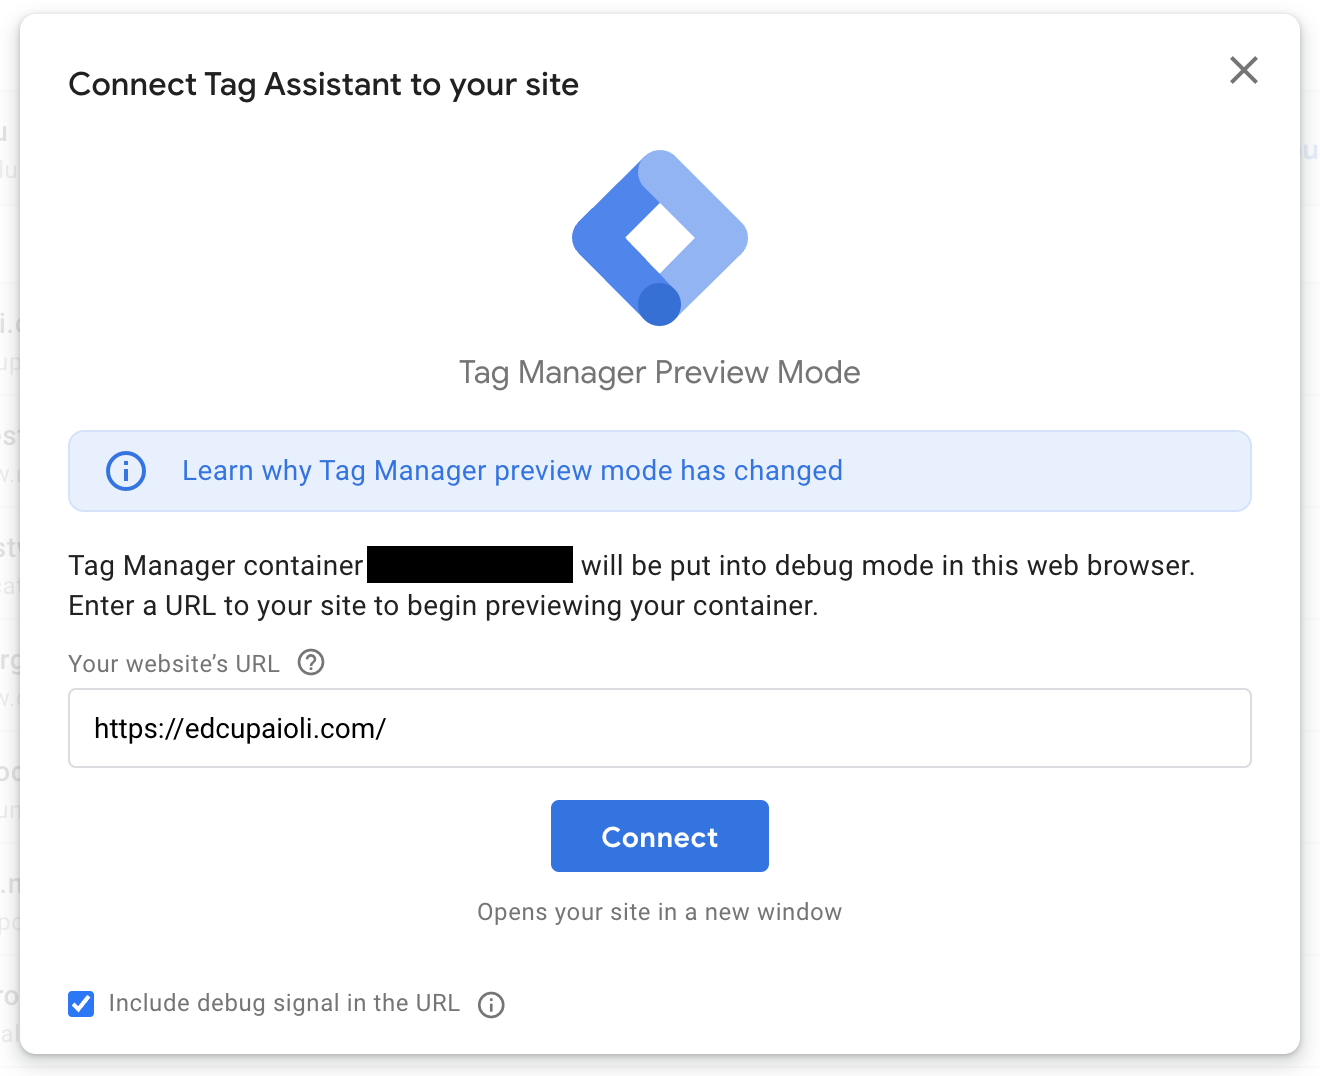 Connect Tag Assistant to your site
Tag Manager Preview Mode
Learn why Tag Manager preview mode has changed
Tag Manager container will be put into debug mode in this web browser.
Enter a URL to your site to begin previewing your container.
Your website’s URL
https://edcupaioli.com/
Connect
Opens your site in a new window
Include debug signal in the URL